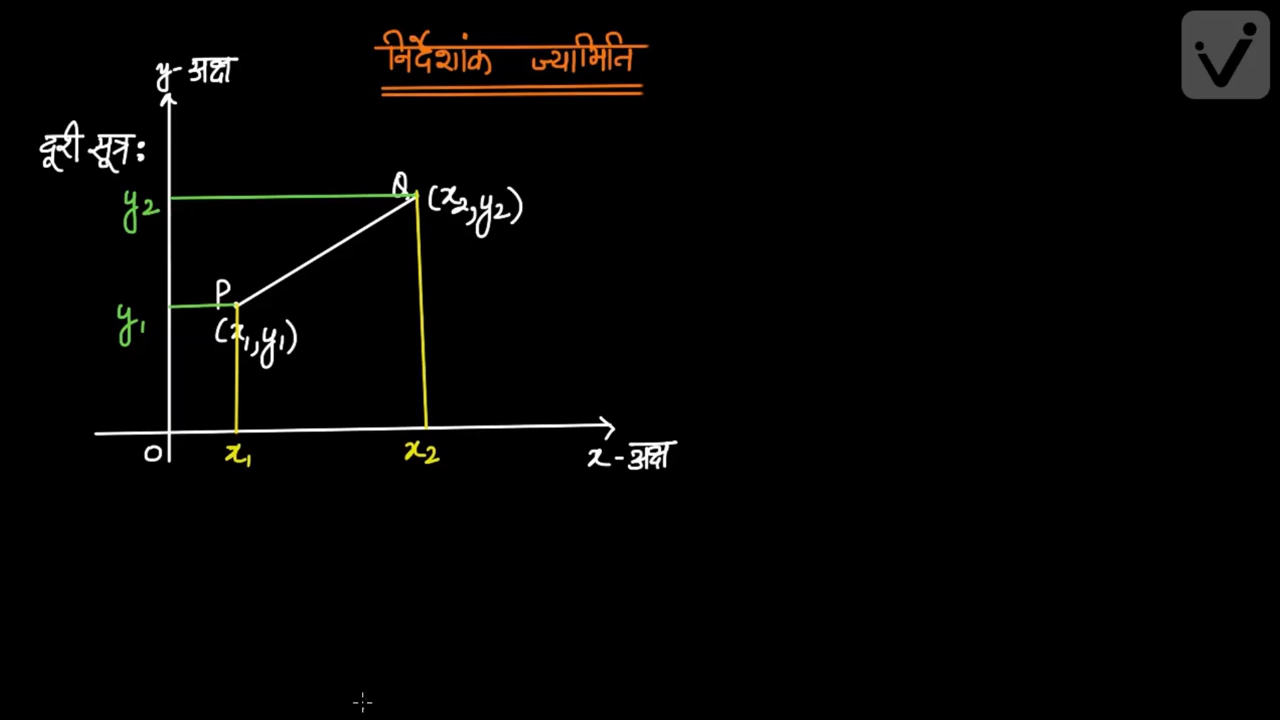 निर्देशांक ज्यामिति
y-अक्ष
दूरी सूत्र:
y2
Q (x2,y2)
P
y1
(x1,y1)
O
x1
x2
x-अक्ष